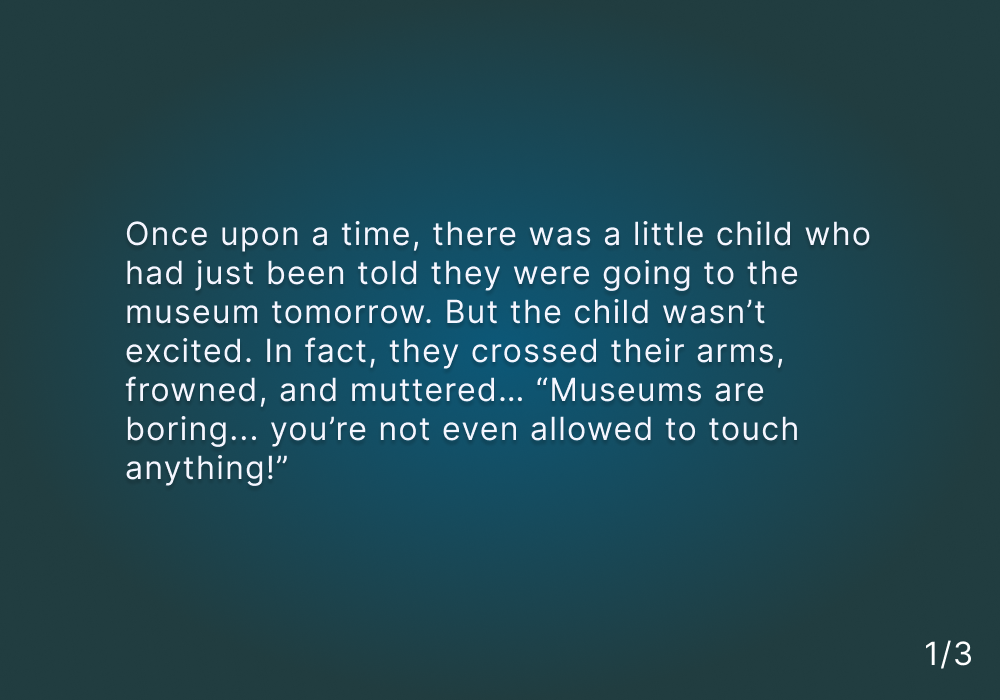 Once upon a time, there was a little child who
had just been told they were going to the
museum tomorrow. But the child wasn’t
excited. In fact, they crossed their arms,
frowned, and muttered… “Museums are
boring... you’re not even allowed to touch
anything!”
1/3